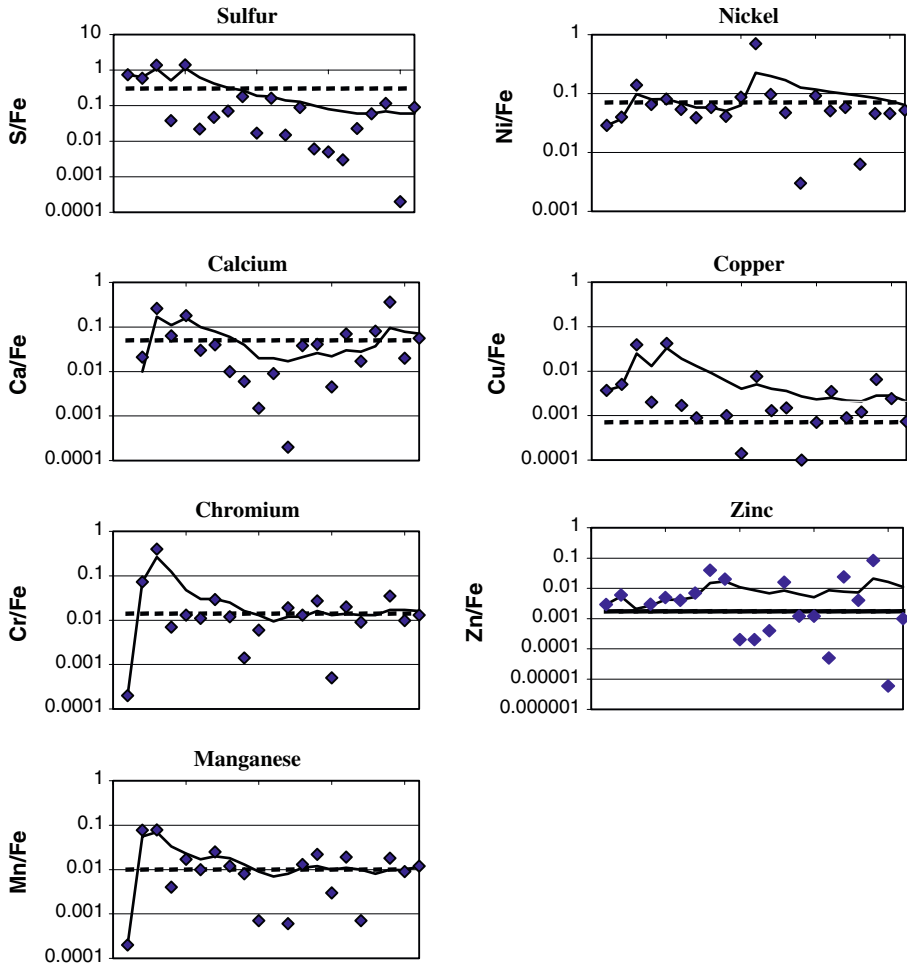 Sulfur
10
1
0.1
0.01
0.001
0.0001
S/Fe
Nickel
1
0.1
0.01
0.001
Ni/Fe
Calcium
1
0.1
0.01
0.001
0.0001
Ca/Fe
Copper
1
0.1
0.01
0.001
0.0001
Cu/Fe
Chromium
1
0.1
0.01
0.001
0.0001
Cr/Fe
Zinc
1
0.1
0.01
0.001
0.0001
0.00001
0.000001
Zn/Fe
Manganese
1
0.1
0.01
0.001
0.0001
Mn/Fe